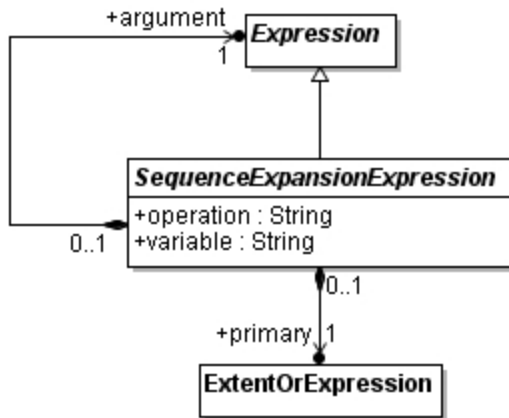 +argument
Expression
1
SequenceExpansionExpression
+operation : String
+variable : String
0..1
0..1
+primary 1
ExtentOrExpression